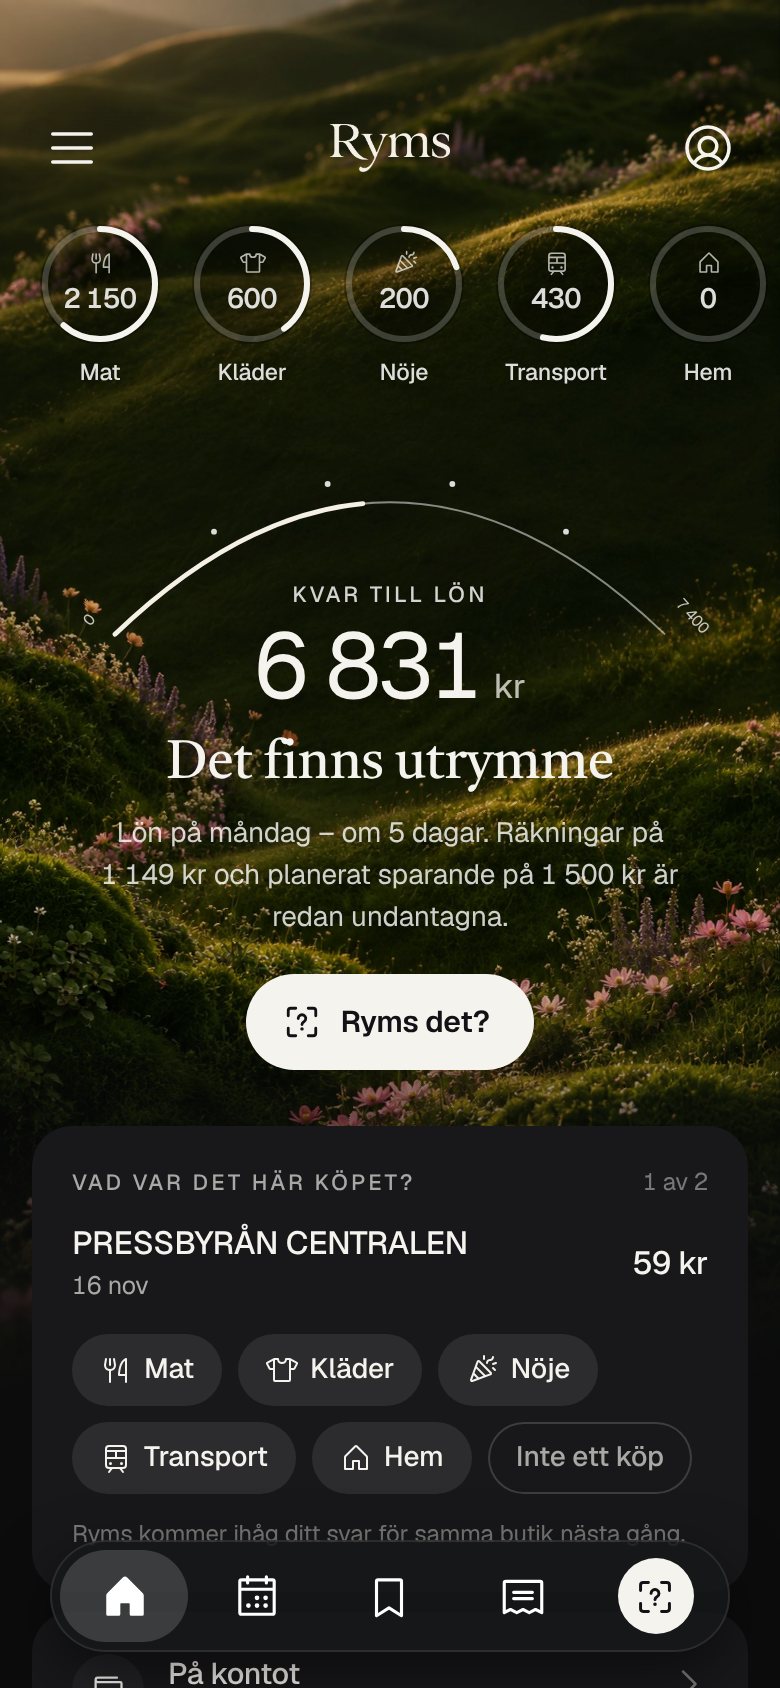 Ryms
2 150
600
200
430
0
Mat
Kläder
Nöje
Transport
Hem
0
7 400
KVAR TILL LÖN
6 831 kr
Det finns utrymme
Lön på måndag – om 5 dagar. Räkningar på
1 149 kr och planerat sparande på 1 500 kr är
redan undantagna.
Ryms det?
VAD VAR DET HÄR KÖPET?
1 av 2
PRESSBYRÅN CENTRALEN
59 kr
16 nov
Mat
Kläder
Nöje
Transport
Hem
Inte ett köp
Ryms kommer ihåg ditt svar för samma butik nästa gång.
På kontot